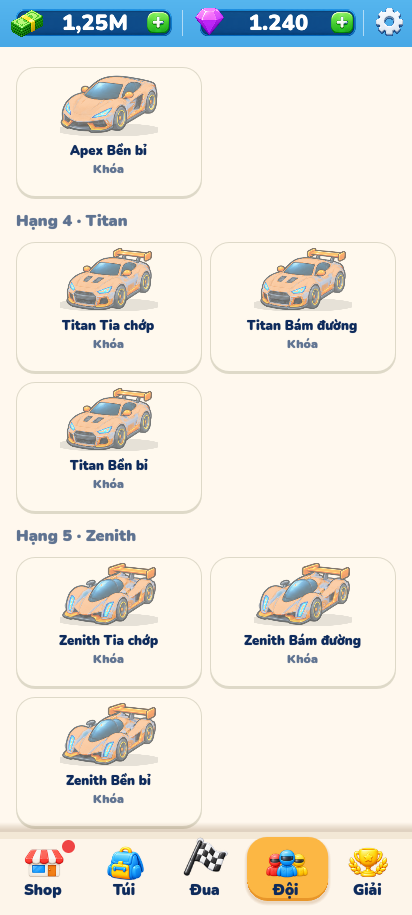 1,25M
1.240
Apex Bền bỉ
Khóa
Hạng 4 · Titan
Titan Tia chớp
Khóa
Titan Bám đường
Khóa
Titan Bền bỉ
Khóa
Hạng 5 · Zenith
Zenith Tia chớp
Khóa
Zenith Bám đường
Khóa
Zenith Bền bỉ
Khóa
Shop
Túi
Đua
Đội
Giải